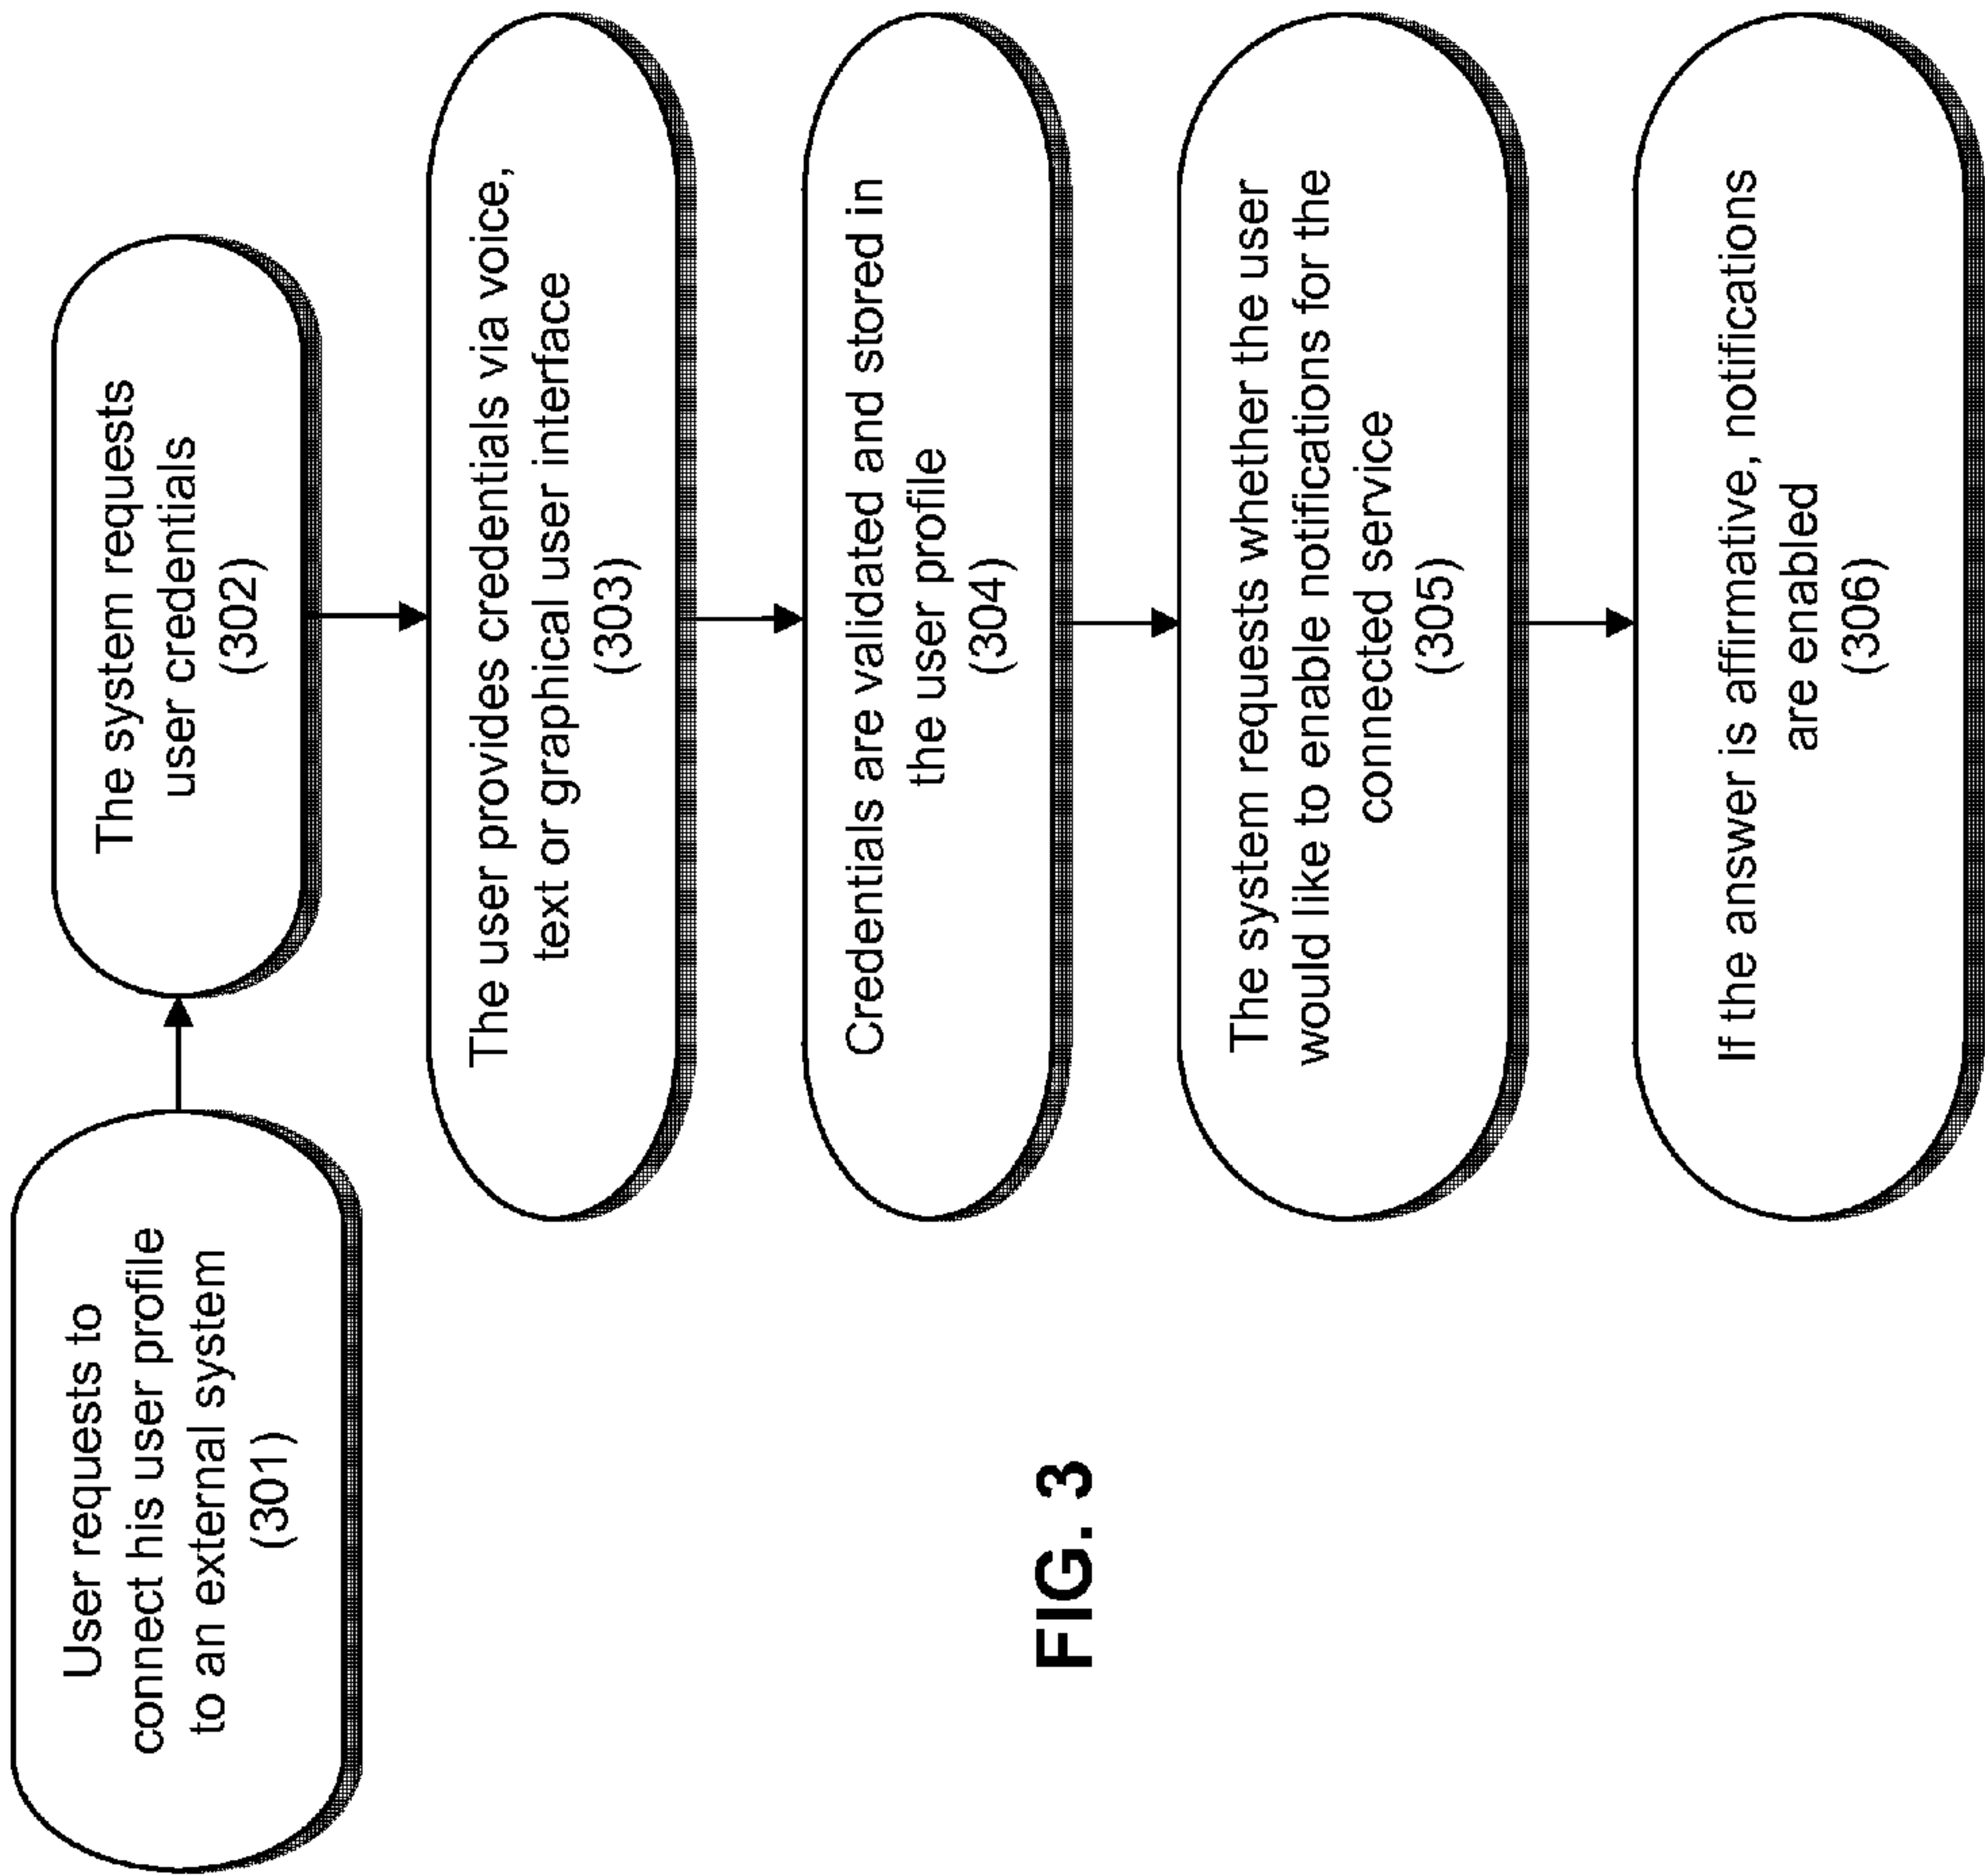 User requests to
connect his user profile
to an external system
(301)
The system requests
user credentials
(302)
The user provides credentials via voice,
text or graphical user interface
(303)
Credentials are validated and stored in
the user profile
(304)
The system requests whether the user
would like to enable notifications for the
connected service
(305)
If the answer is affirmative, notifications
are enabled
(306)
FIG. 3